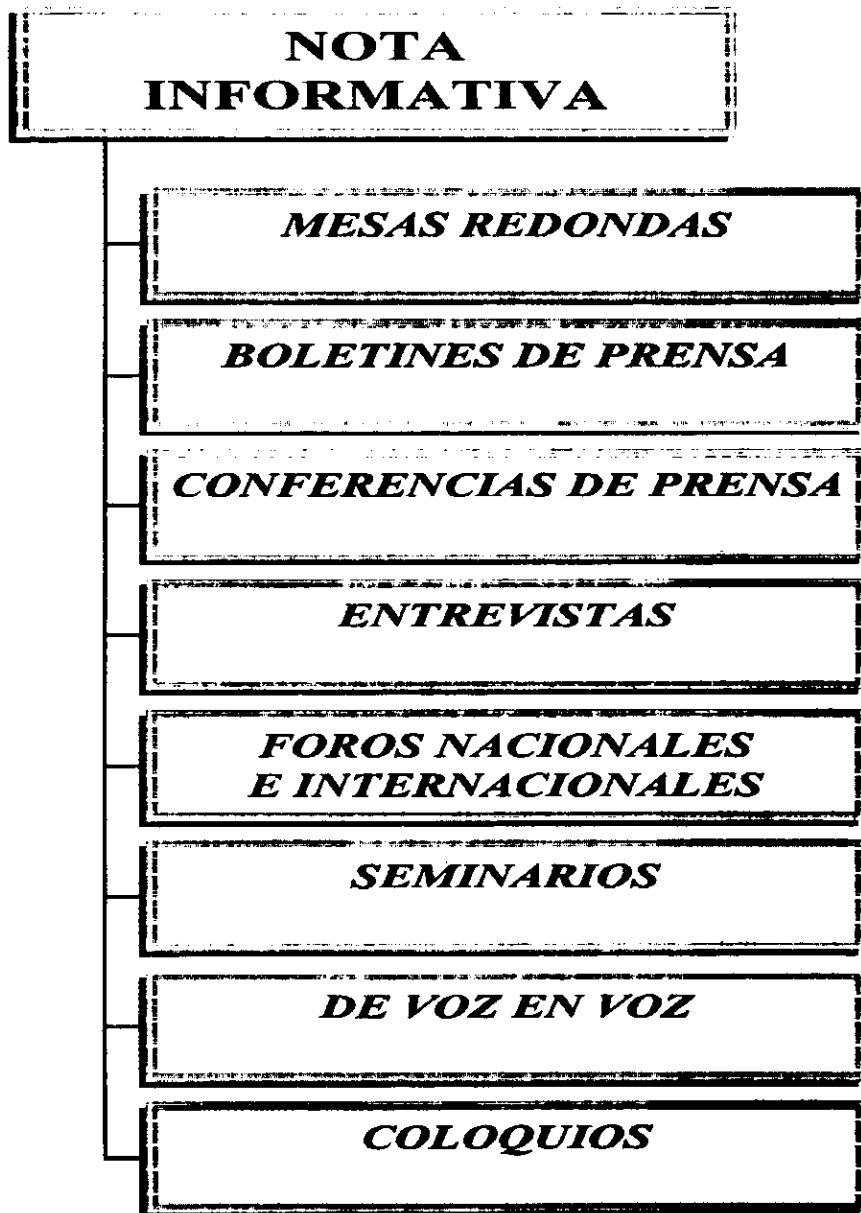 NOTA
INFORMATIVA
MESAS REDONDAS
BOLETINES DE PRENSA
CONFERENCIAS DE PRENSA
ENTREVISTAS
FOROS NACIONALES
E INTERNACIONALES
SEMINARIOS
DE VOZ EN VOZ
COLOQUIOS